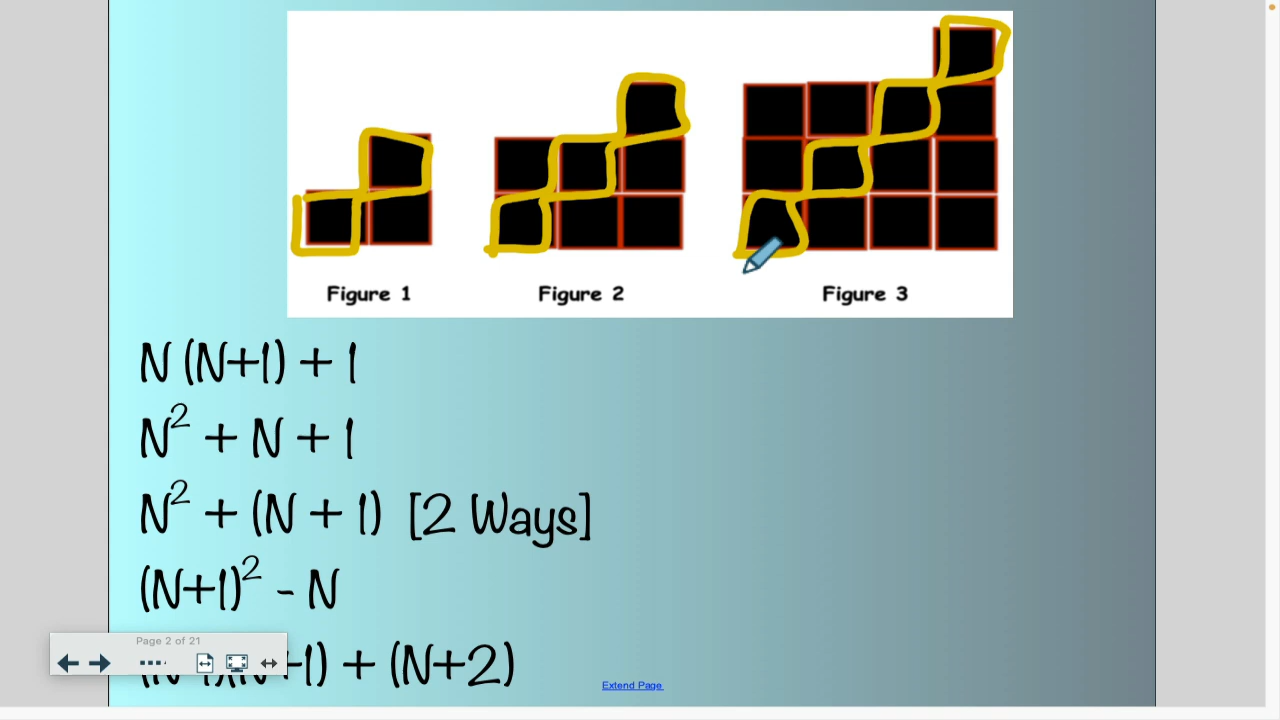 Figure 1 Figure 2 Figure 3
N (N+1) + 1
N² + N + 1
N² + (N + 1) [2 Ways]
(N+1)² - N
Page 2 of 21
1) + (N+2)
Extend Page